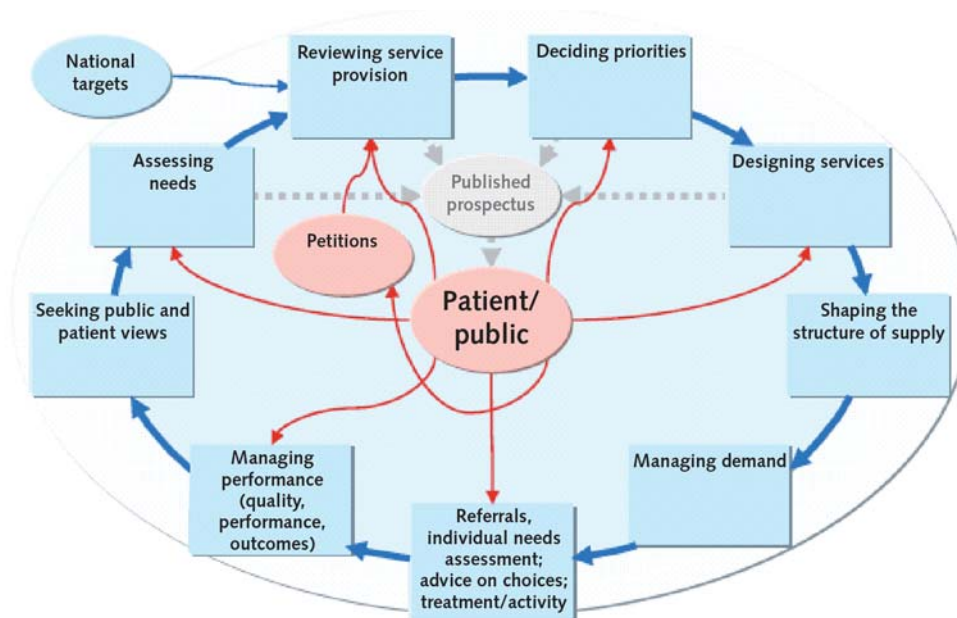 National
targets
Reviewing service
provision
Deciding priorities
Assessing
needs
Published
prospectus
Designing services
Petitions
Seeking public and
patient views
Patient/
public
Shaping the
structure of supply
Managing
performance
(quality,
performance,
outcomes)
Managing demand
Referrals,
individual needs
assessment;
advice on choices;
treatment/activity